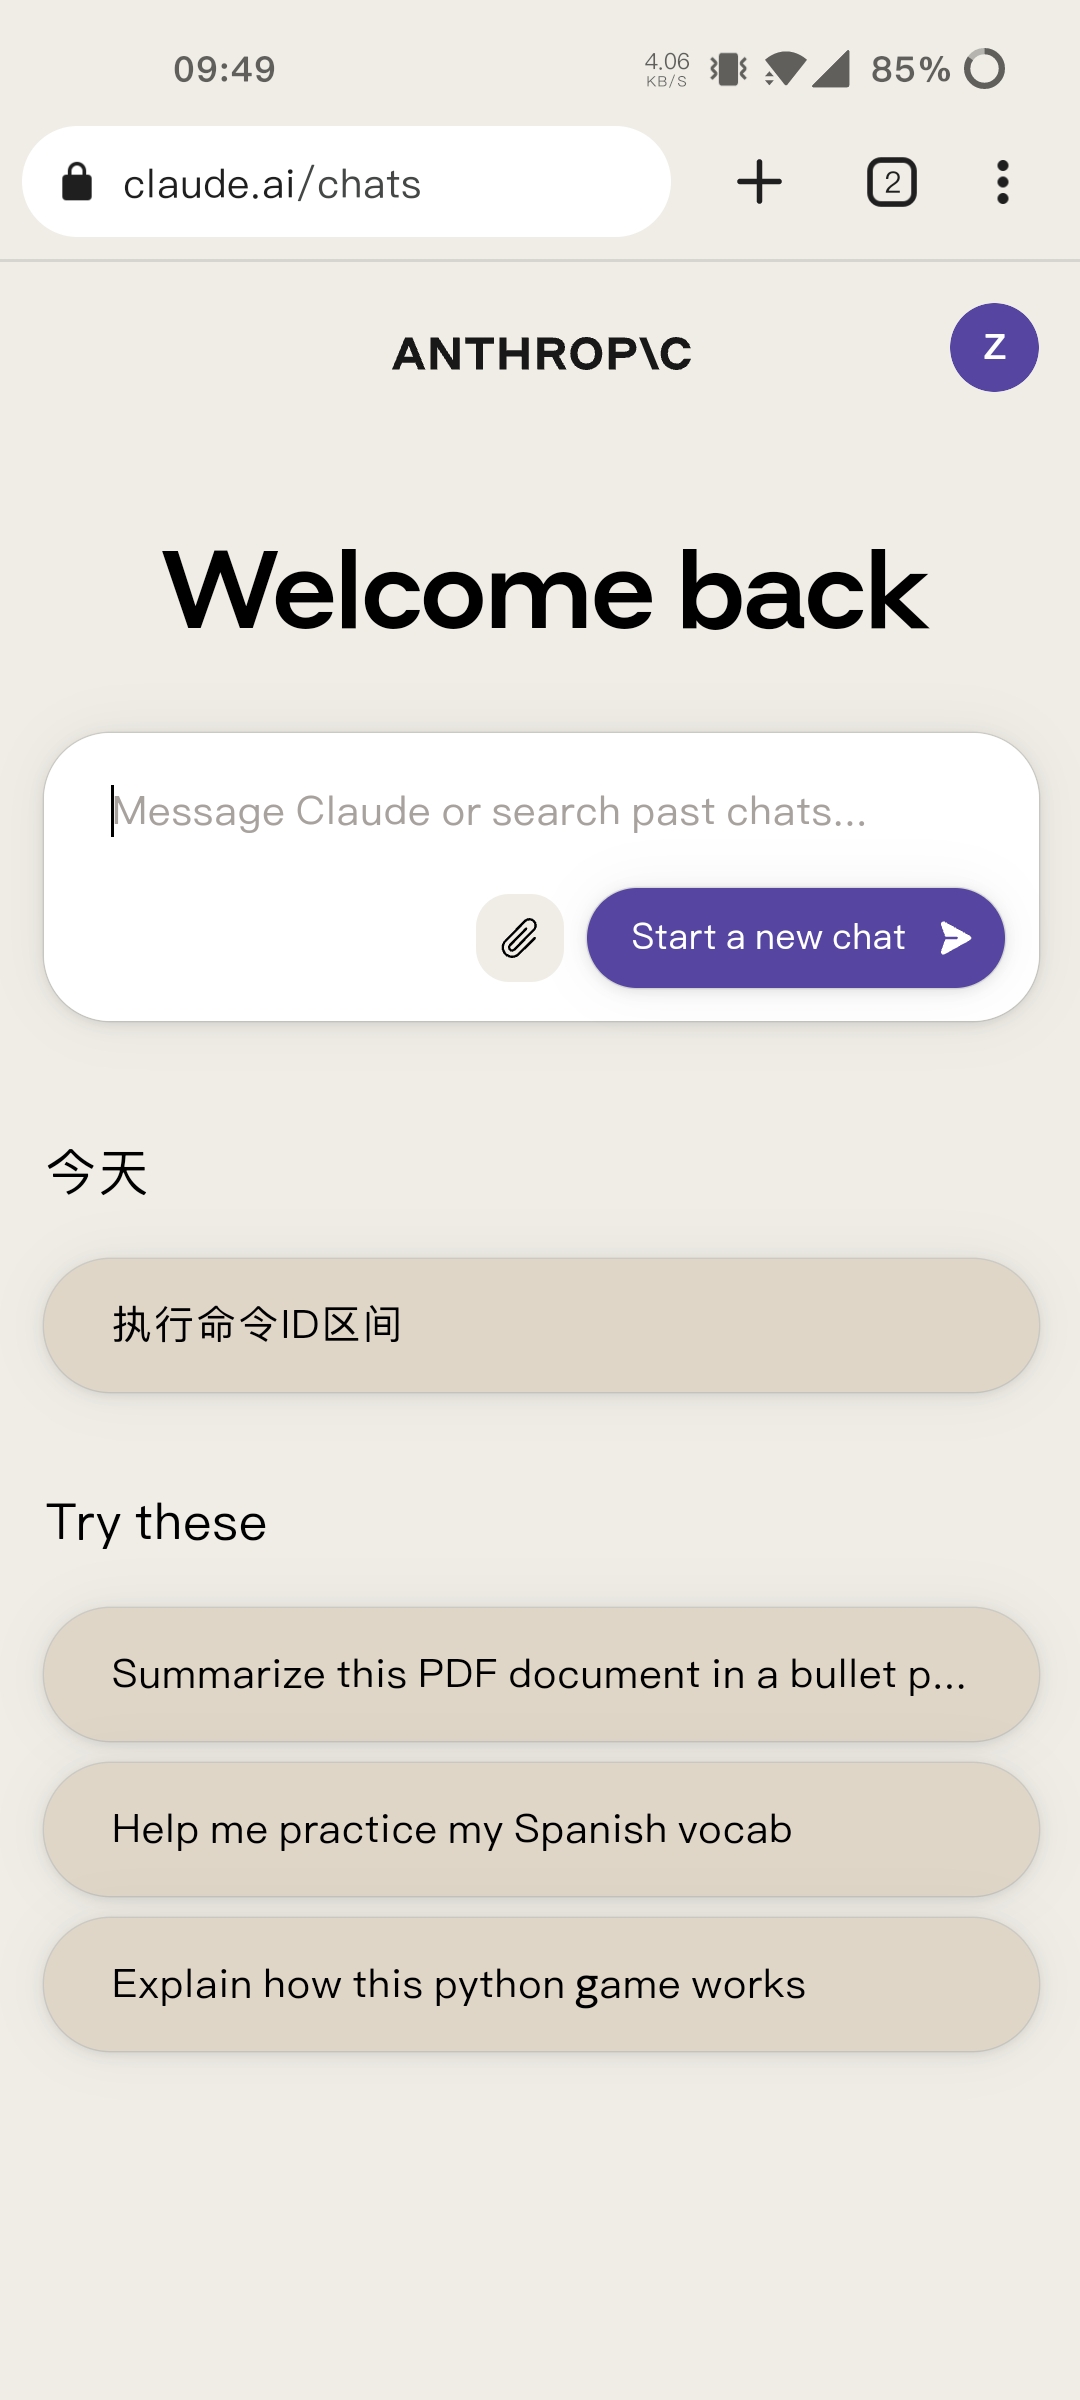 09:49
4.06
KB/S
85%
claude.ai/chats
2
ANTHROP\C
Z
Welcome back
Message Claude or search past chats...
Start a new chat
今天
执行命令ID区间
Try these
Summarize this PDF document in a bullet p...
Help me practice my Spanish vocab
Explain how this python game works